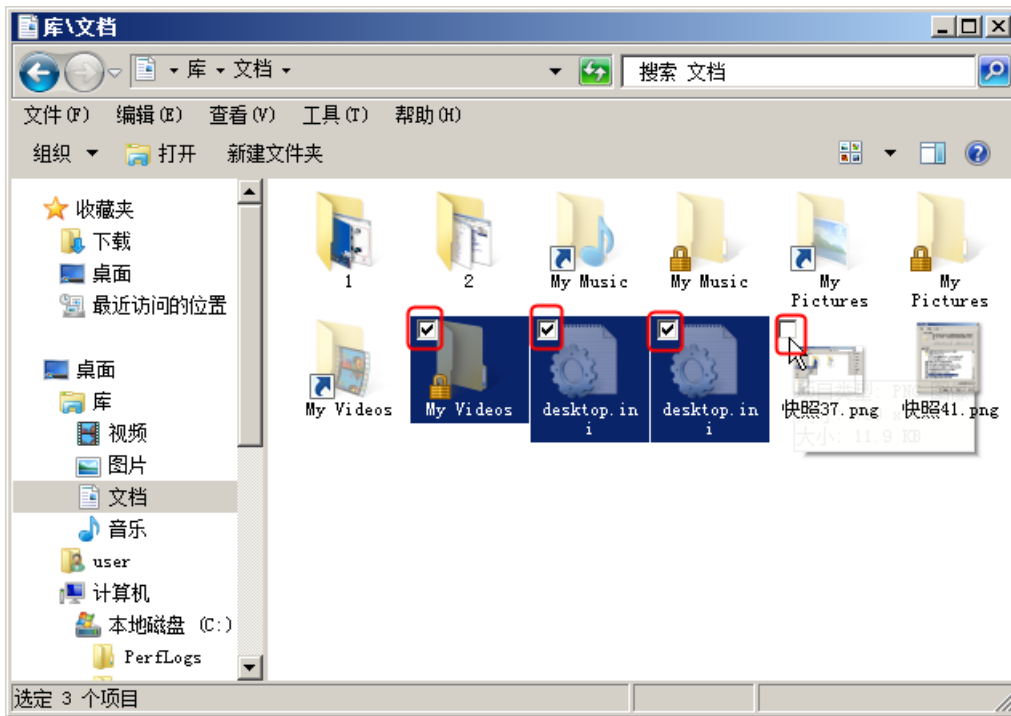 库\文档
库 文档
搜索 文档
文件(F) 编辑(E) 查看(V) 工具(T) 帮助(H)
组织 打开 新建文件夹
收藏夹
下载
桌面
最近访问的位置
桌面
库
视频
图片
文档
音乐
user
计算机
本地磁盘 (C:)
PerfLogs
1
2
My Music
My Music
My
Pictures
My
Pictures
My Videos
My Videos
desktop.in
i
desktop.in
i
快照37.png
快照41.png
大小: 11.9 KB
选定 3 个项目